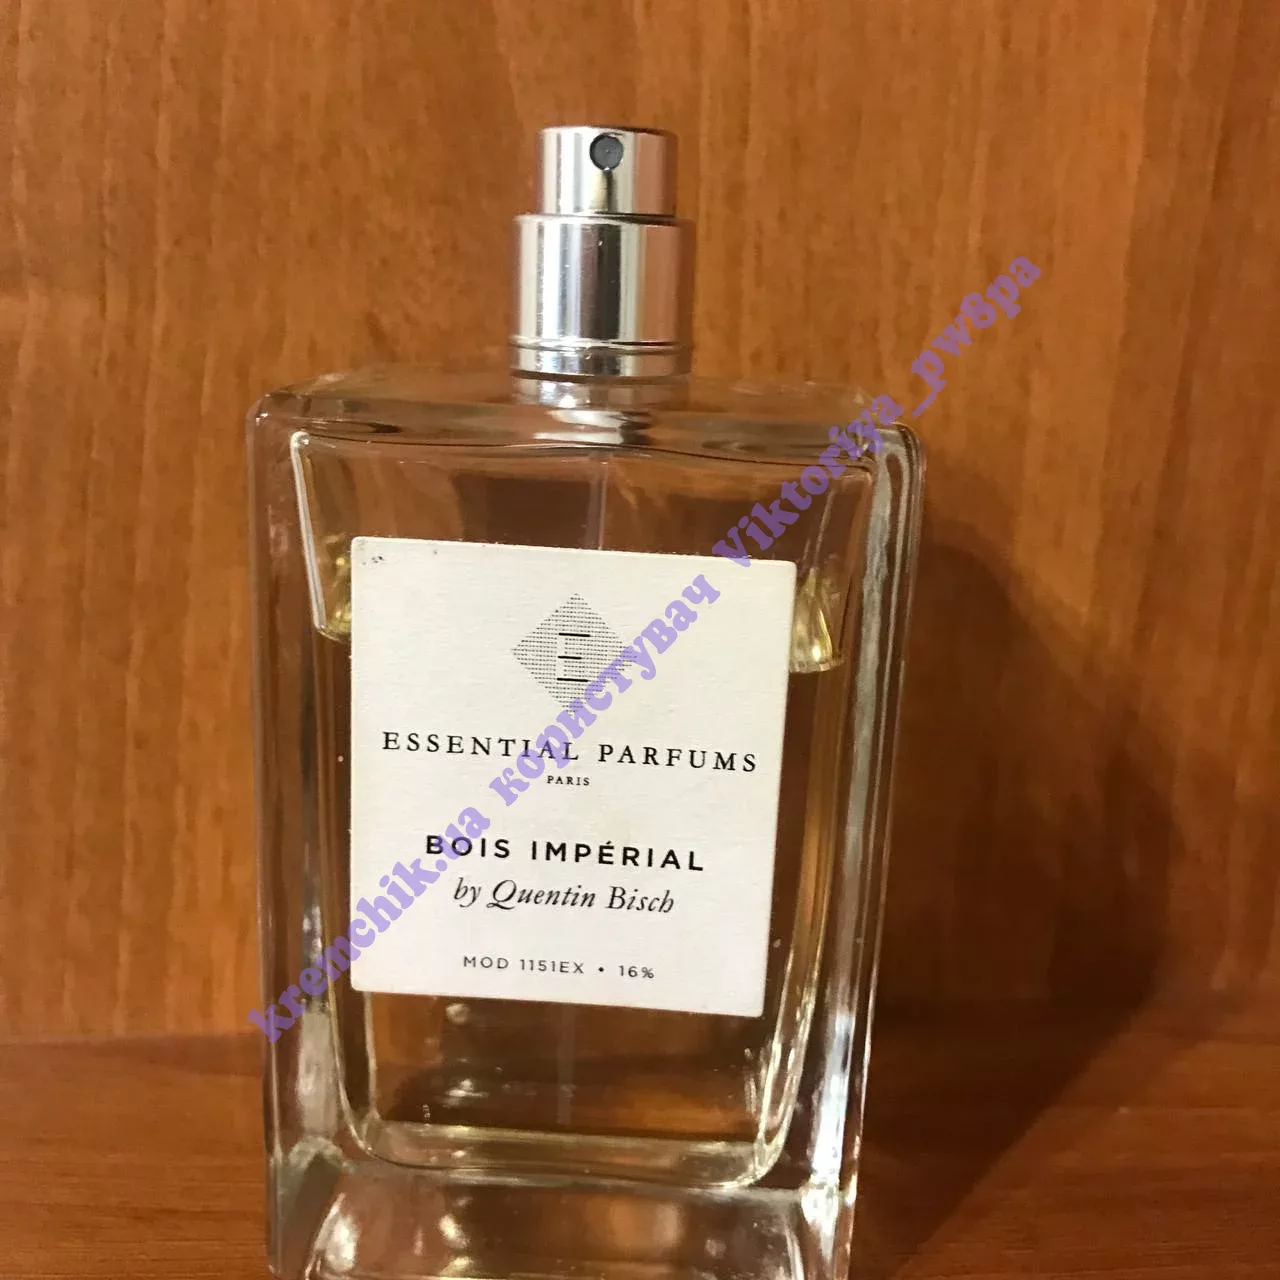 E
ESSENTIAL PARFUMS
PARIS
BOIS IMPÉRIAL
by Quentin Bisch
MOD 1151EX • 16%
kremchik.ua користувач Viktoriya_pw8pa